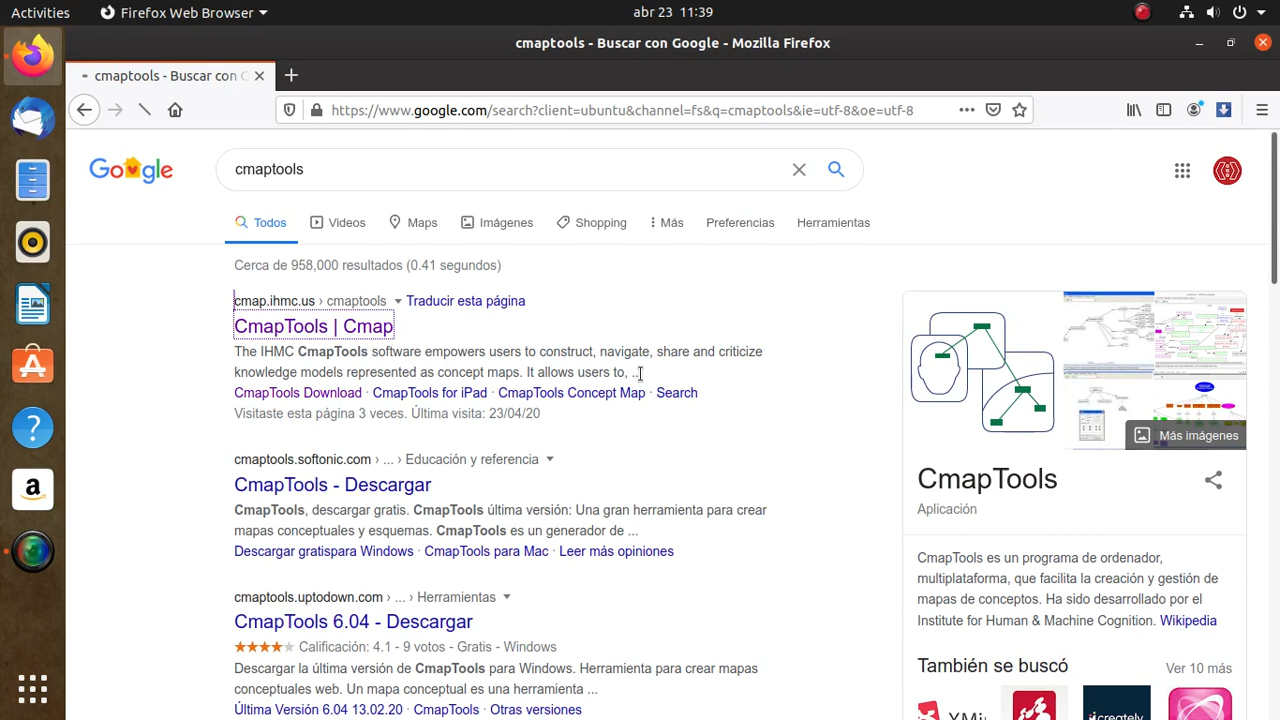 Activities
Firefox Web Browser
abr 23 11:39
cmaptools - Buscar con Google - Mozilla Firefox
cmaptools - Buscar con G
https://www.google.com/search?client=ubuntu&channel=fs&q=cmaptools&ie=utf-8&oe=utf-8
Google
cmaptools
Todos Videos Maps Imágenes Shopping Más Preferencias Herramientas
Cerca de 958,000 resultados (0.41 segundos)
cmap.ihmc.us › cmaptools Traducir esta página
CmapTools | Cmap
The IHMC CmapTools software empowers users to construct, navigate, share and criticize
knowledge models represented as concept maps. It allows users to, ...
CmapTools Download · CmapTools for iPad · CmapTools Concept Map · Search
Visitaste esta página 3 veces. Última visita: 23/04/20
cmaptools.softonic.com › ... › Educación y referencia
CmapTools - Descargar
CmapTools, descargar gratis. CmapTools última versión: Una gran herramienta para crear
mapas conceptuales y esquemas. CmapTools es un generador de ...
Descargar gratispara Windows · CmapTools para Mac · Leer más opiniones
cmaptools.uptodown.com › ... › Herramientas
CmapTools 6.04 - Descargar
Calificación: 4.1 - 9 votos - Gratis - Windows
Descargar la última versión de CmapTools para Windows. Herramienta para crear mapas
conceptuales web. Un mapa conceptual es una herramienta ...
Última Versión 6.04 13.02.20 · CmapTools · Otras versiones
Más imágenes
CmapTools
Aplicación
CmapTools es un programa de ordenador,
multiplataforma, que facilita la creación y gestión de
mapas de conceptos. Ha sido desarrollado por el
Institute for Human & Machine Cognition. Wikipedia
También se buscó
Ver 10 más
XMi
creately